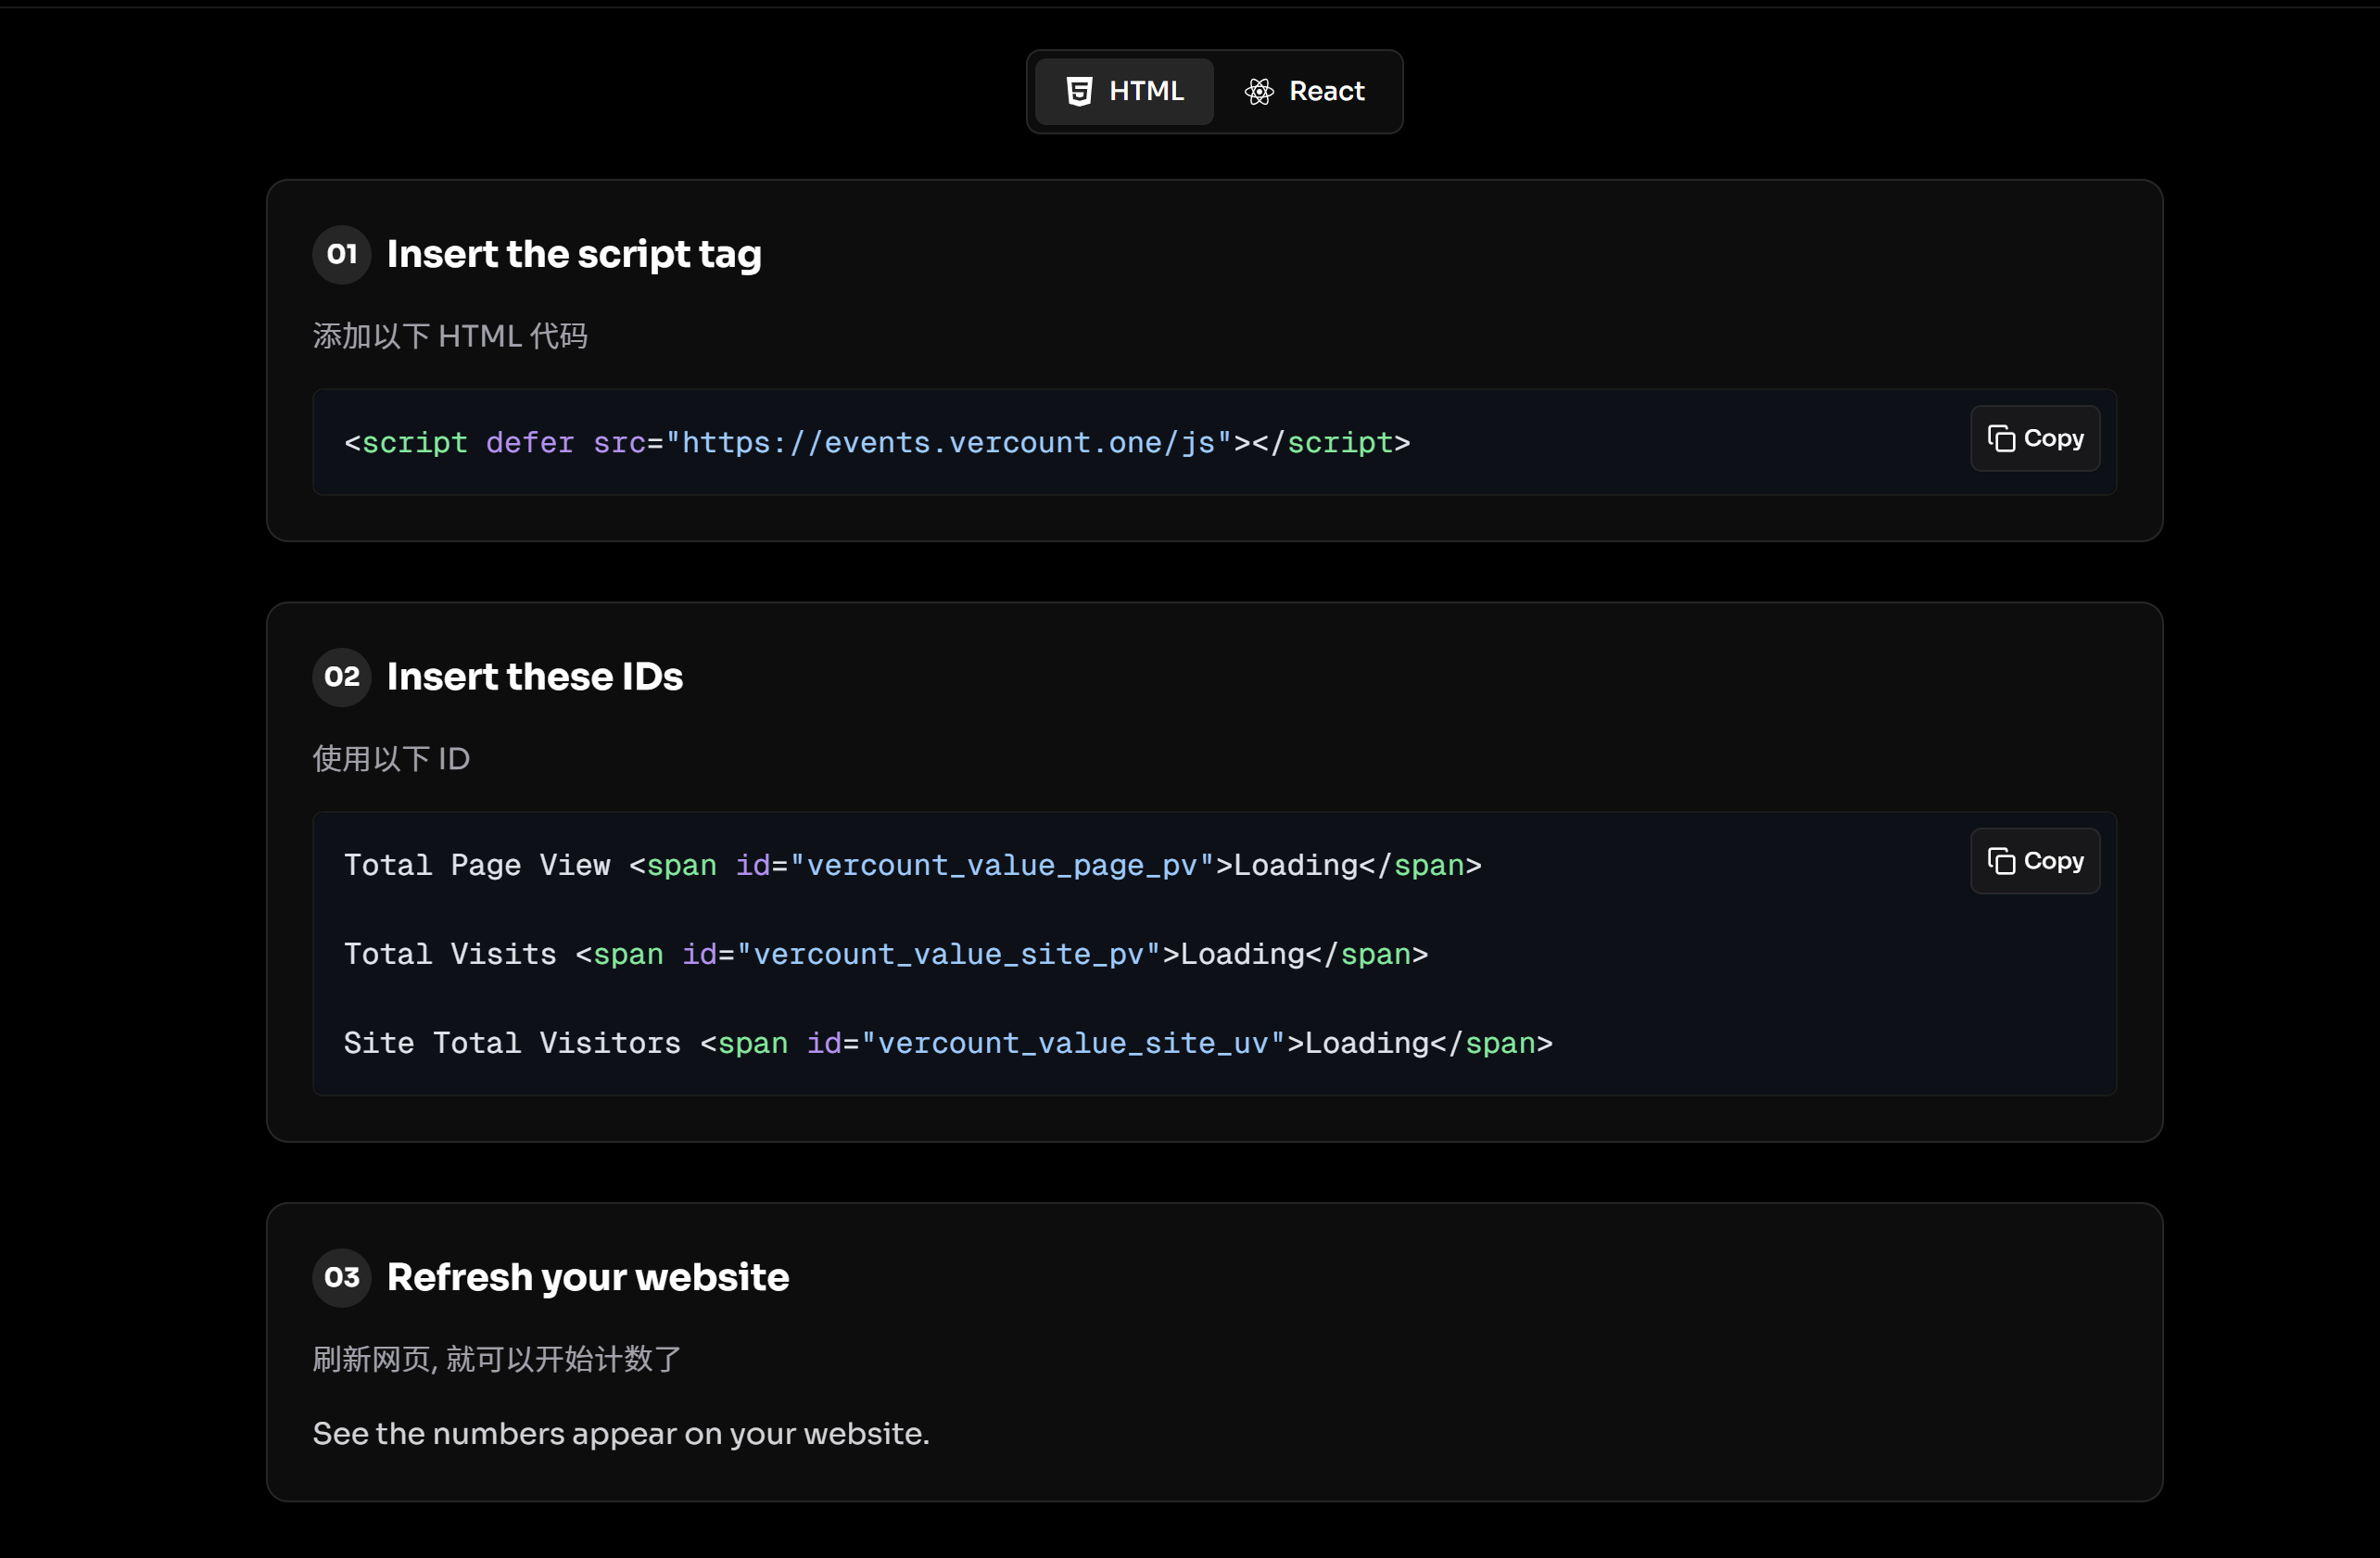 HTML
React
01 Insert the script tag
添加以下 HTML 代码
<script defer src="https://events.vercount.one/js"></script>
Copy
02 Insert these IDs
使用以下 ID
Total Page View <span id="vercount_value_page_pv">Loading</span>
Copy
Total Visits <span id="vercount_value_site_pv">Loading</span>
Site Total Visitors <span id="vercount_value_site_uv">Loading</span>
03 Refresh your website
刷新网页, 就可以开始计数了
See the numbers appear on your website.